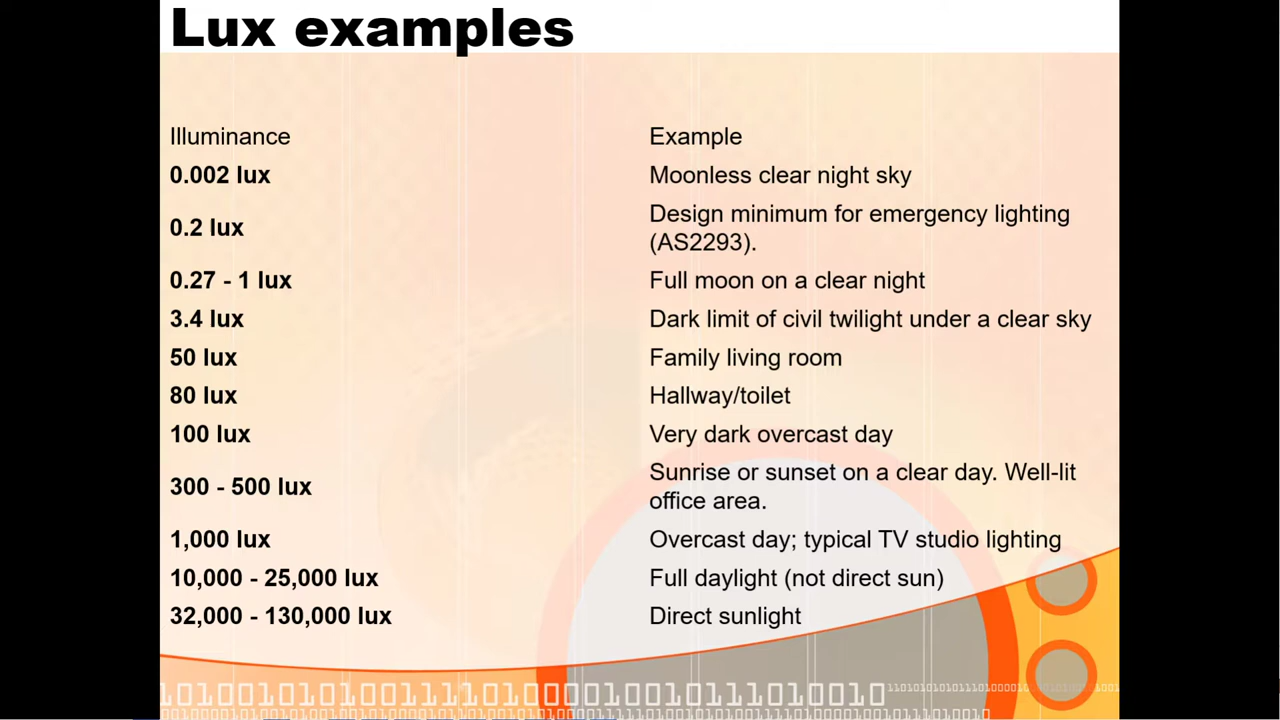 Lux examples
Illuminance Example
0.002 lux Moonless clear night sky
0.2 lux Design minimum for emergency lighting
(AS2293).
0.27 - 1 lux Full moon on a clear night
3.4 lux Dark limit of civil twilight under a clear sky
50 lux Family living room
80 lux Hallway/toilet
100 lux Very dark overcast day
300 - 500 lux Sunrise or sunset on a clear day. Well-lit
office area.
1,000 lux Overcast day; typical TV studio lighting
10,000 - 25,000 lux Full daylight (not direct sun)
32,000 - 130,000 lux Direct sunlight